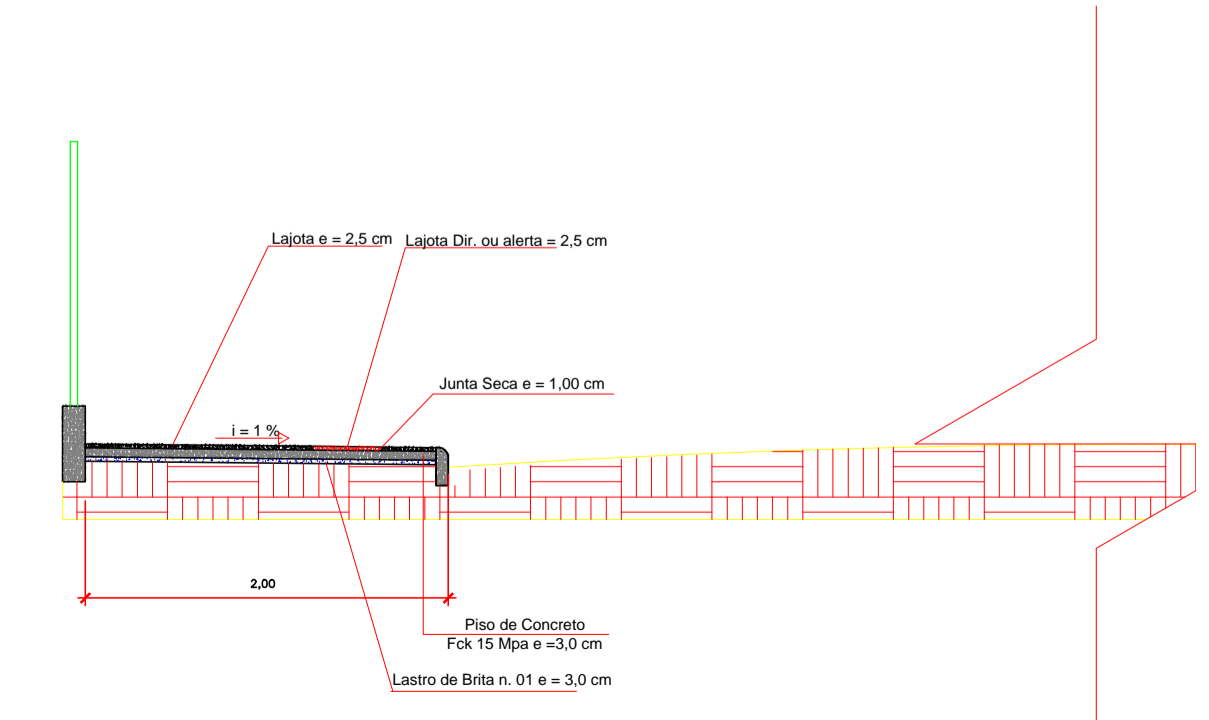 Lajota e = 2,5 cm
Lajota Dir. ou alerta = 2,5 cm
Junta Seca e = 1,00 cm
i = 1 %
2,00
Piso de Concreto
Fck 15 Mpa e =3,0 cm
Lastro de Brita n. 01 e = 3,0 cm